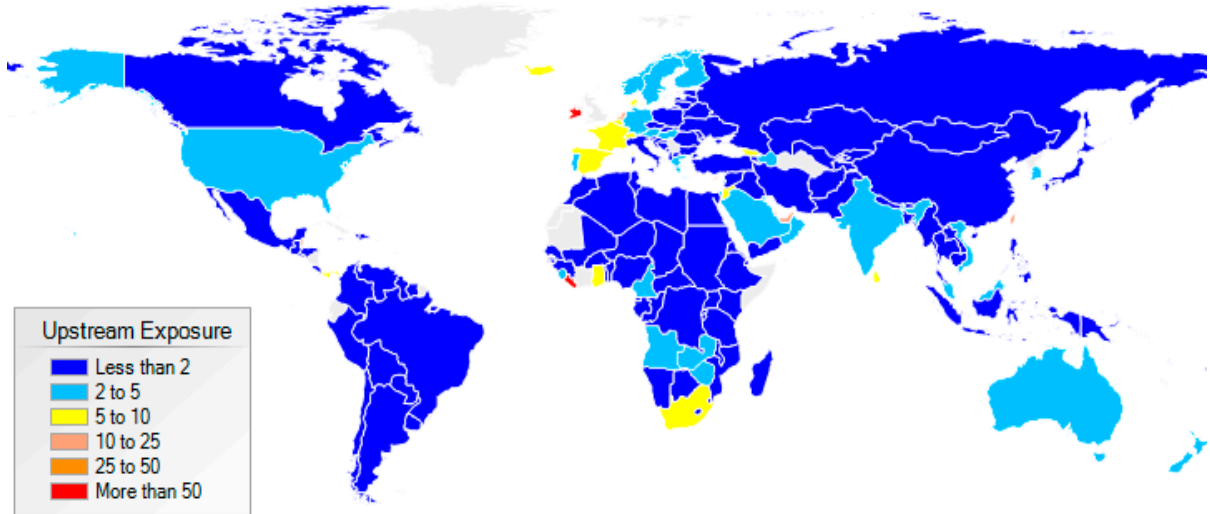 Upstream Exposure
Less than 2
2 to 5
5 to 10
10 to 25
25 to 50
More than 50